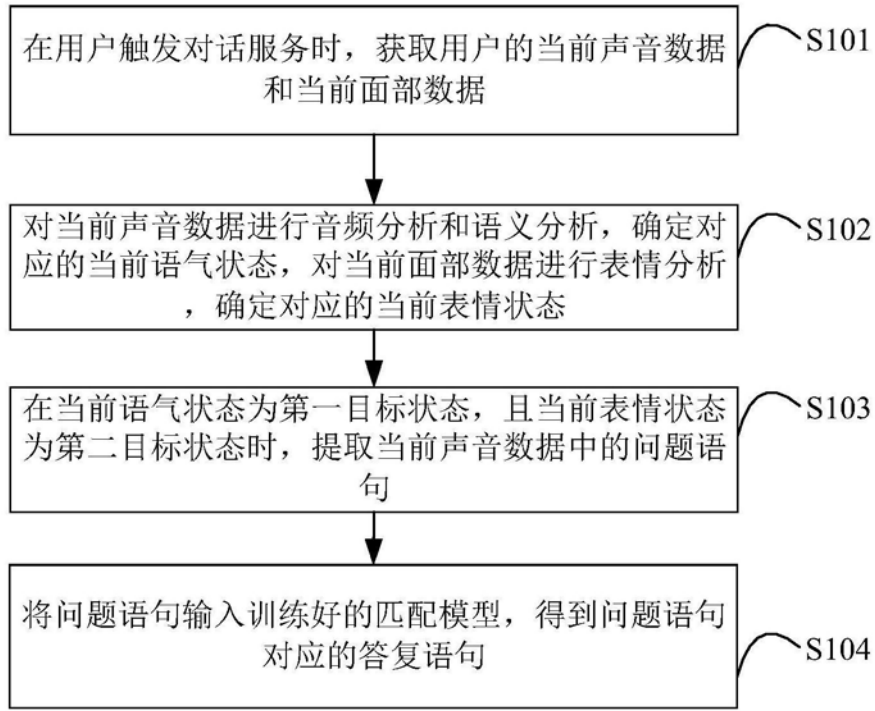 在用户触发对话服务时，获取用户的当前声音数据
和当前面部数据
S101
对当前声音数据进行音频分析和语义分析，确定对
应的当前语气状态，对当前面部数据进行表情分析
，确定对应的当前表情状态
S102
在当前语气状态为第一目标状态，且当前表情状态
为第二目标状态时，提取当前声音数据中的问题语
句
S103
将问题语句输入训练好的匹配模型，得到问题语句
对应的答复语句
S104